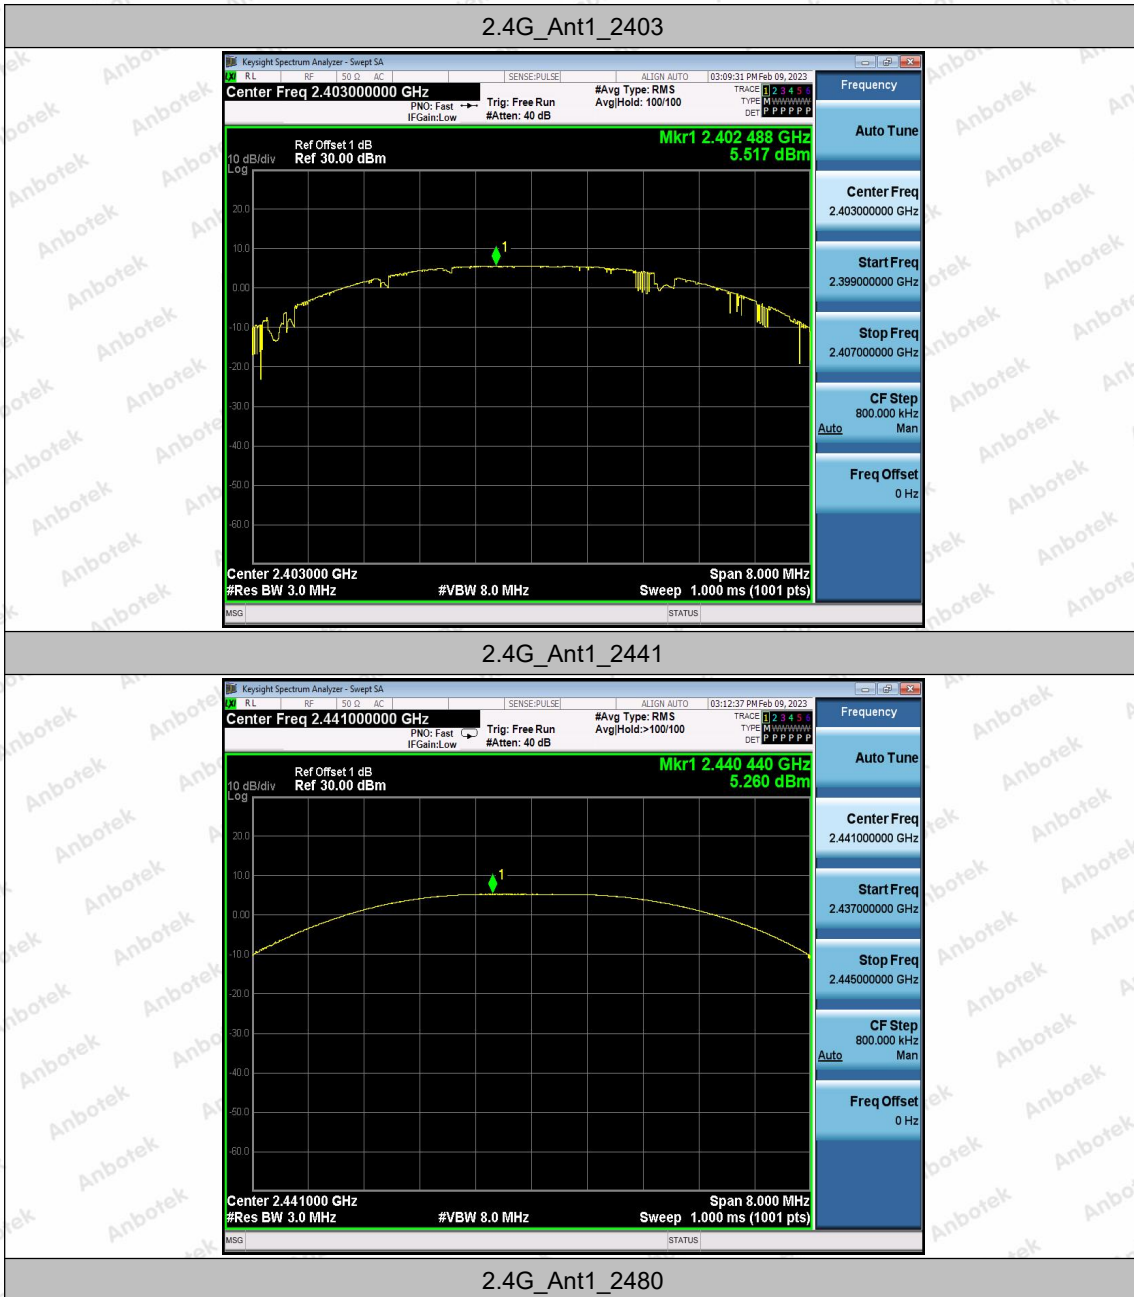 2.4G_Ant1_2403
Keysight Spectrum Analyzer - Swept SA
LXI RL RF 50 Ω AC SENSE:PULSE ALIGN AUTO 03:09:31 PM Feb 09, 2023
Center Freq 2.403000000 GHz
PNO: Fast
IFGain:Low
Trig: Free Run
#Atten: 40 dB
#Avg Type: RMS
Avg|Hold: 100/100
TRACE 1 2 3 4 5 6
TYPE M WWWWW
DET P P P P P P
Frequency
Mkr1 2.402 488 GHz
5.517 dBm
Ref Offset 1 dB
10 dB/div Ref 30.00 dBm
Log
20.0
10.0
0.00
-10.0
-20.0
-30.0
-40.0
-50.0
-60.0
1
Center 2.403000 GHz Span 8.000 MHz
#Res BW 3.0 MHz #VBW 8.0 MHz Sweep 1.000 ms (1001 pts)
MSG STATUS
Auto Tune
Center Freq
2.403000000 GHz
Start Freq
2.399000000 GHz
Stop Freq
2.407000000 GHz
CF Step
800.000 kHz
Auto Man
Freq Offset
0 Hz
2.4G_Ant1_2441
Keysight Spectrum Analyzer - Swept SA
LXI RL RF 50 Ω AC SENSE:PULSE ALIGN AUTO 03:12:37 PM Feb 09, 2023
Center Freq 2.441000000 GHz
PNO: Fast
IFGain:Low
Trig: Free Run
#Atten: 40 dB
#Avg Type: RMS
Avg|Hold:>100/100
TRACE 1 2 3 4 5 6
TYPE M WWWWW
DET P P P P P P
Frequency
Mkr1 2.440 440 GHz
5.260 dBm
Ref Offset 1 dB
10 dB/div Ref 30.00 dBm
Log
20.0
10.0
0.00
-10.0
-20.0
-30.0
-40.0
-50.0
-60.0
1
Center 2.441000 GHz Span 8.000 MHz
#Res BW 3.0 MHz #VBW 8.0 MHz Sweep 1.000 ms (1001 pts)
MSG STATUS
Auto Tune
Center Freq
2.441000000 GHz
Start Freq
2.437000000 GHz
Stop Freq
2.445000000 GHz
CF Step
800.000 kHz
Auto Man
Freq Offset
0 Hz
2.4G_Ant1_2480
Anbotek